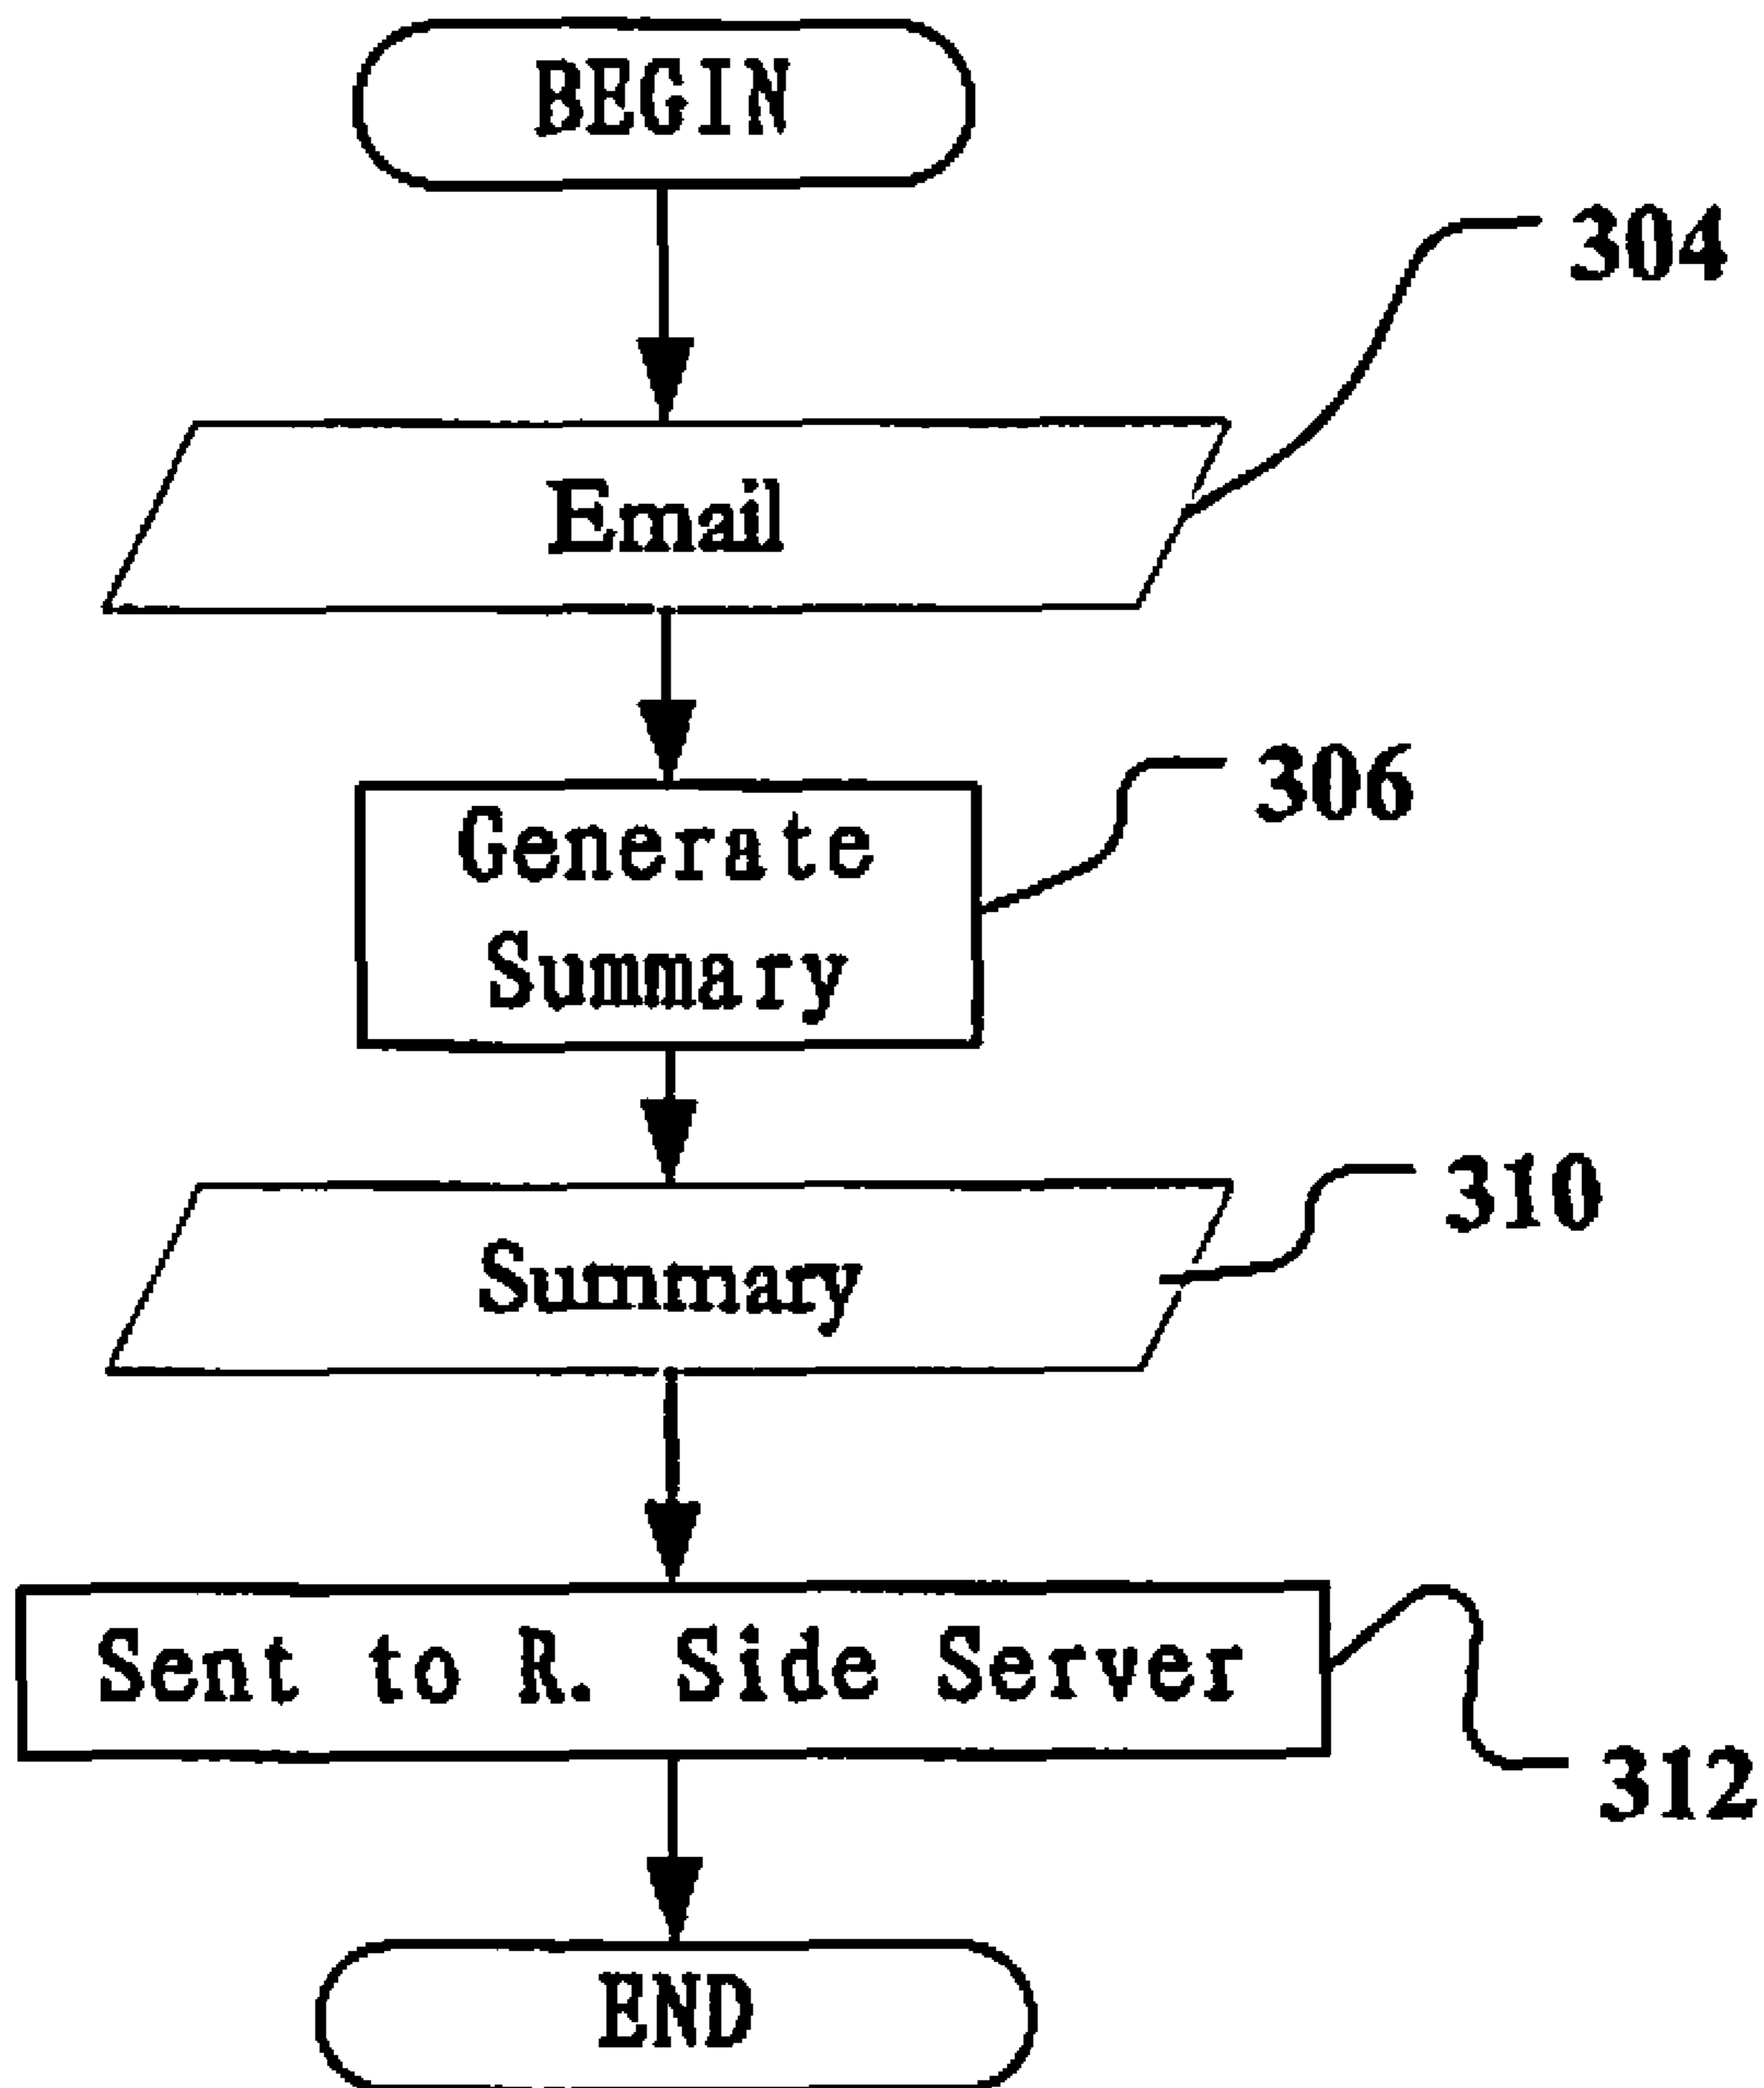 BEGIN
304
Email
306
Generate
Summary
310
Summary
Sent to R. Side Server
312
END